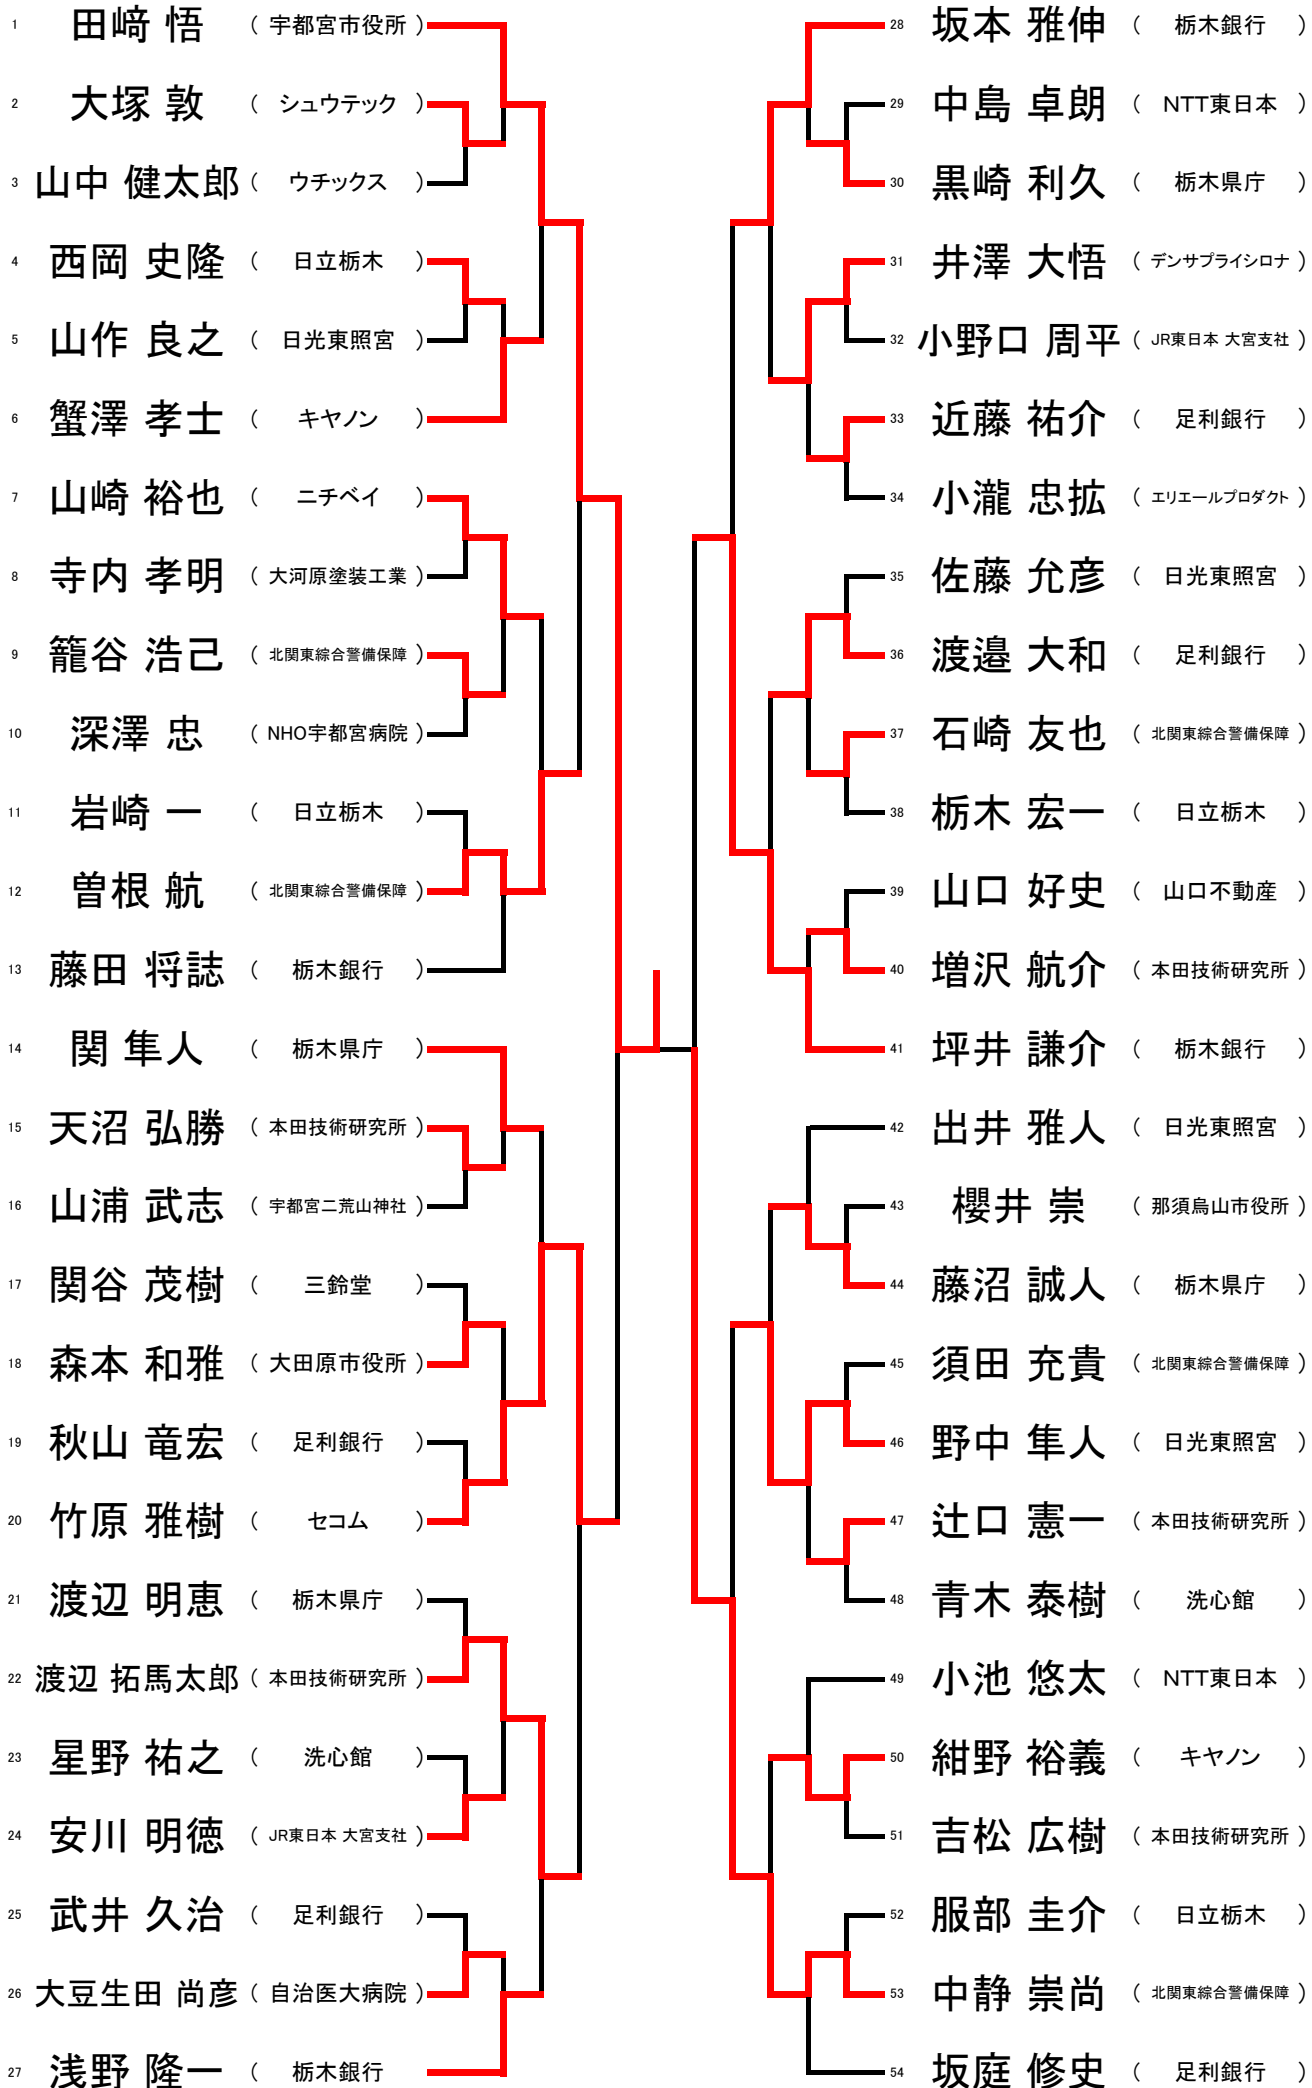 1 田﨑 悟 ( 宇都宮市役所 )
2 大塚 敦 ( シュウテック )
3 山中 健太郎 ( ウチックス )
4 西岡 史隆 ( 日立栃木 )
5 山作 良之 ( 日光東照宮 )
6 蟹澤 孝士 ( キヤノン )
7 山崎 裕也 ( ニチベイ )
8 寺内 孝明 ( 大河原塗装工業 )
9 籠谷 浩己 ( 北関東綜合警備保障 )
10 深澤 忠 ( NHO宇都宮病院 )
11 岩崎 一 ( 日立栃木 )
12 曽根 航 ( 北関東綜合警備保障 )
13 藤田 将誌 ( 栃木銀行 )
14 関 隼人 ( 栃木県庁 )
15 天沼 弘勝 ( 本田技術研究所 )
16 山浦 武志 ( 宇都宮二荒山神社 )
17 関谷 茂樹 ( 三鈴堂 )
18 森本 和雅 ( 大田原市役所 )
19 秋山 竜宏 ( 足利銀行 )
20 竹原 雅樹 ( セコム )
21 渡辺 明恵 ( 栃木県庁 )
22 渡辺 拓馬太郎 ( 本田技術研究所 )
23 星野 祐之 ( 洗心館 )
24 安川 明徳 ( JR東日本 大宮支社 )
25 武井 久治 ( 足利銀行 )
26 大豆生田 尚彦 ( 自治医大病院 )
27 浅野 隆一 ( 栃木銀行 )
28 坂本 雅伸 ( 栃木銀行 )
29 中島 卓朗 ( NTT東日本 )
30 黒崎 利久 ( 栃木県庁 )
31 井澤 大悟 ( デンサプライシロナ )
32 小野口 周平 ( JR東日本 大宮支社 )
33 近藤 祐介 ( 足利銀行 )
34 小瀧 忠拡 ( エリエールプロダクト )
35 佐藤 允彦 ( 日光東照宮 )
36 渡邉 大和 ( 足利銀行 )
37 石崎 友也 ( 北関東綜合警備保障 )
38 栃木 宏一 ( 日立栃木 )
39 山口 好史 ( 山口不動産 )
40 増沢 航介 ( 本田技術研究所 )
41 坪井 謙介 ( 栃木銀行 )
42 出井 雅人 ( 日光東照宮 )
43 櫻井 崇 ( 那須烏山市役所 )
44 藤沼 誠人 ( 栃木県庁 )
45 須田 充貴 ( 北関東綜合警備保障 )
46 野中 隼人 ( 日光東照宮 )
47 辻口 憲一 ( 本田技術研究所 )
48 青木 泰樹 ( 洗心館 )
49 小池 悠太 ( NTT東日本 )
50 紺野 裕義 ( キヤノン )
51 吉松 広樹 ( 本田技術研究所 )
52 服部 圭介 ( 日立栃木 )
53 中静 崇尚 ( 北関東綜合警備保障 )
54 坂庭 修史 ( 足利銀行 )